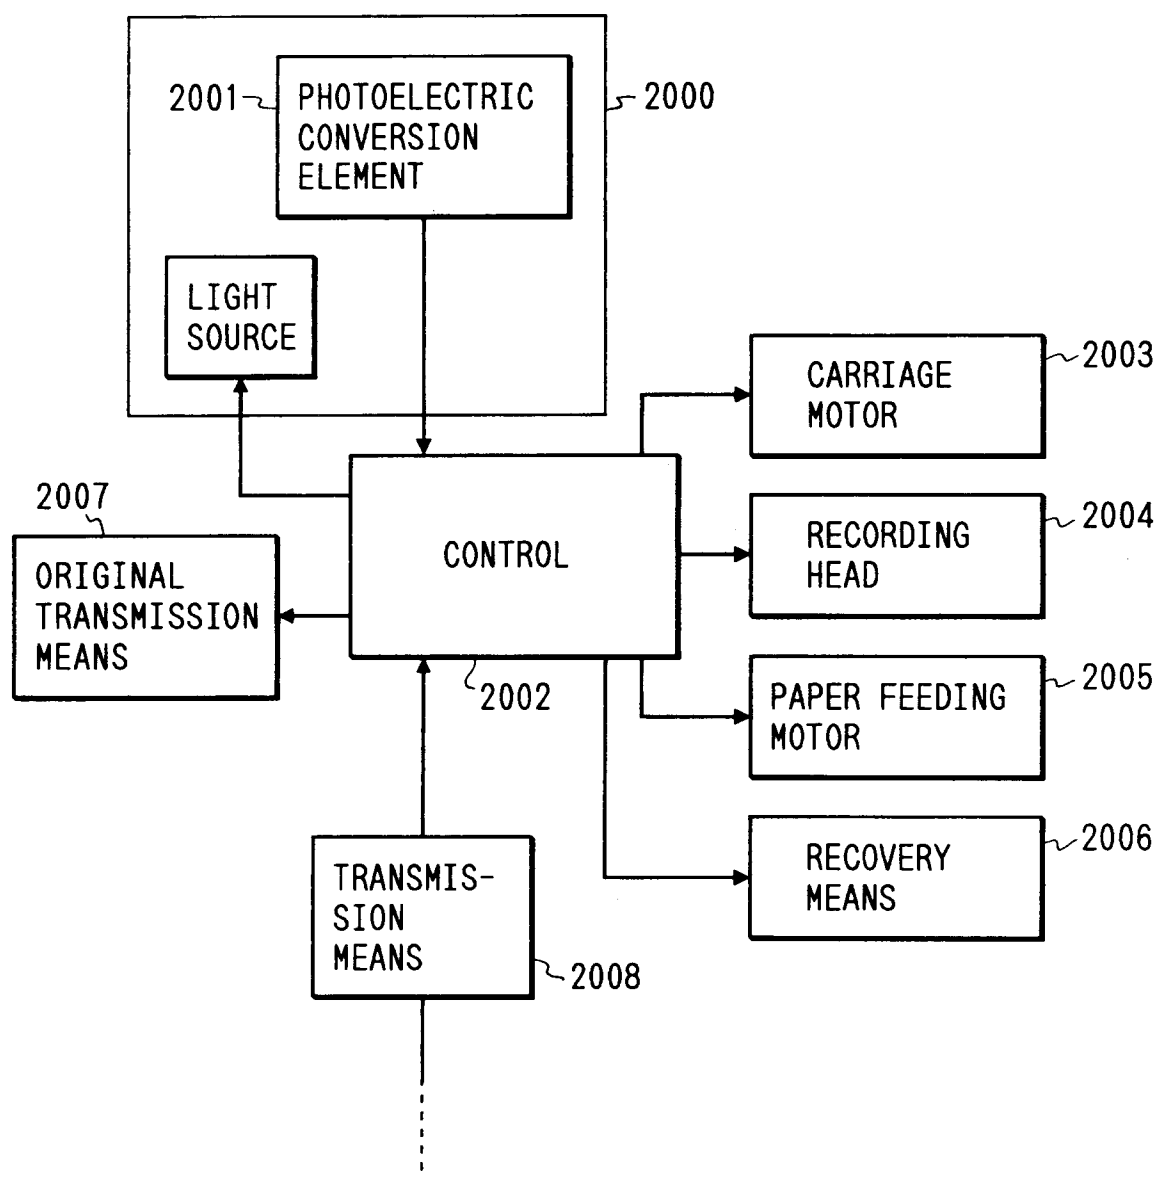 2001
PHOTOELECTRIC
CONVERSION
ELEMENT
2000
LIGHT
SOURCE
CARRIAGE
MOTOR
2003
2007
ORIGINAL
TRANSMISSION
MEANS
CONTROL
2002
RECORDING
HEAD
2004
PAPER FEEDING
MOTOR
2005
TRANSMIS-
SION
MEANS
2008
RECOVERY
MEANS
2006